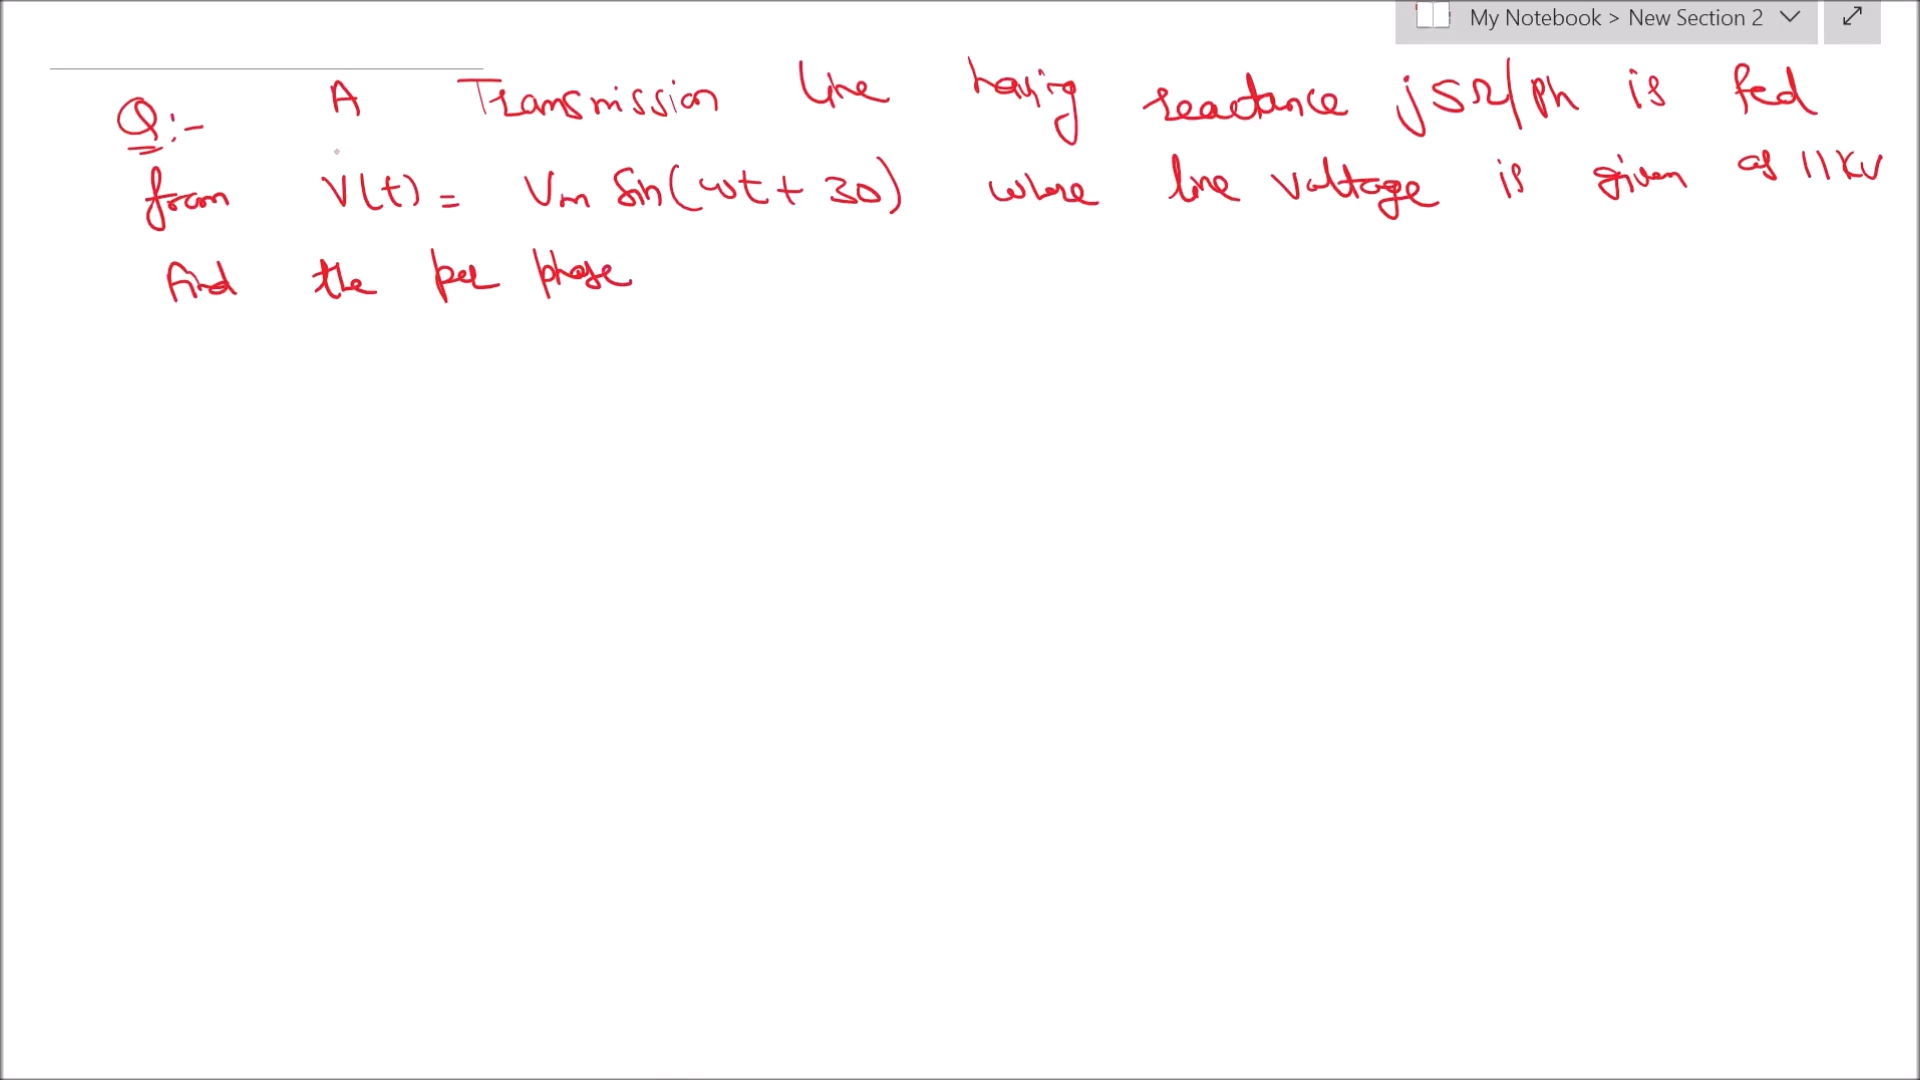 My Notebook > New Section 2
Q:- A Transmission line having reactance j5Ω/ph is fed
from V(t) = Vm Sin(ωt + 30) where line voltage is given as 11KV
find the per phase